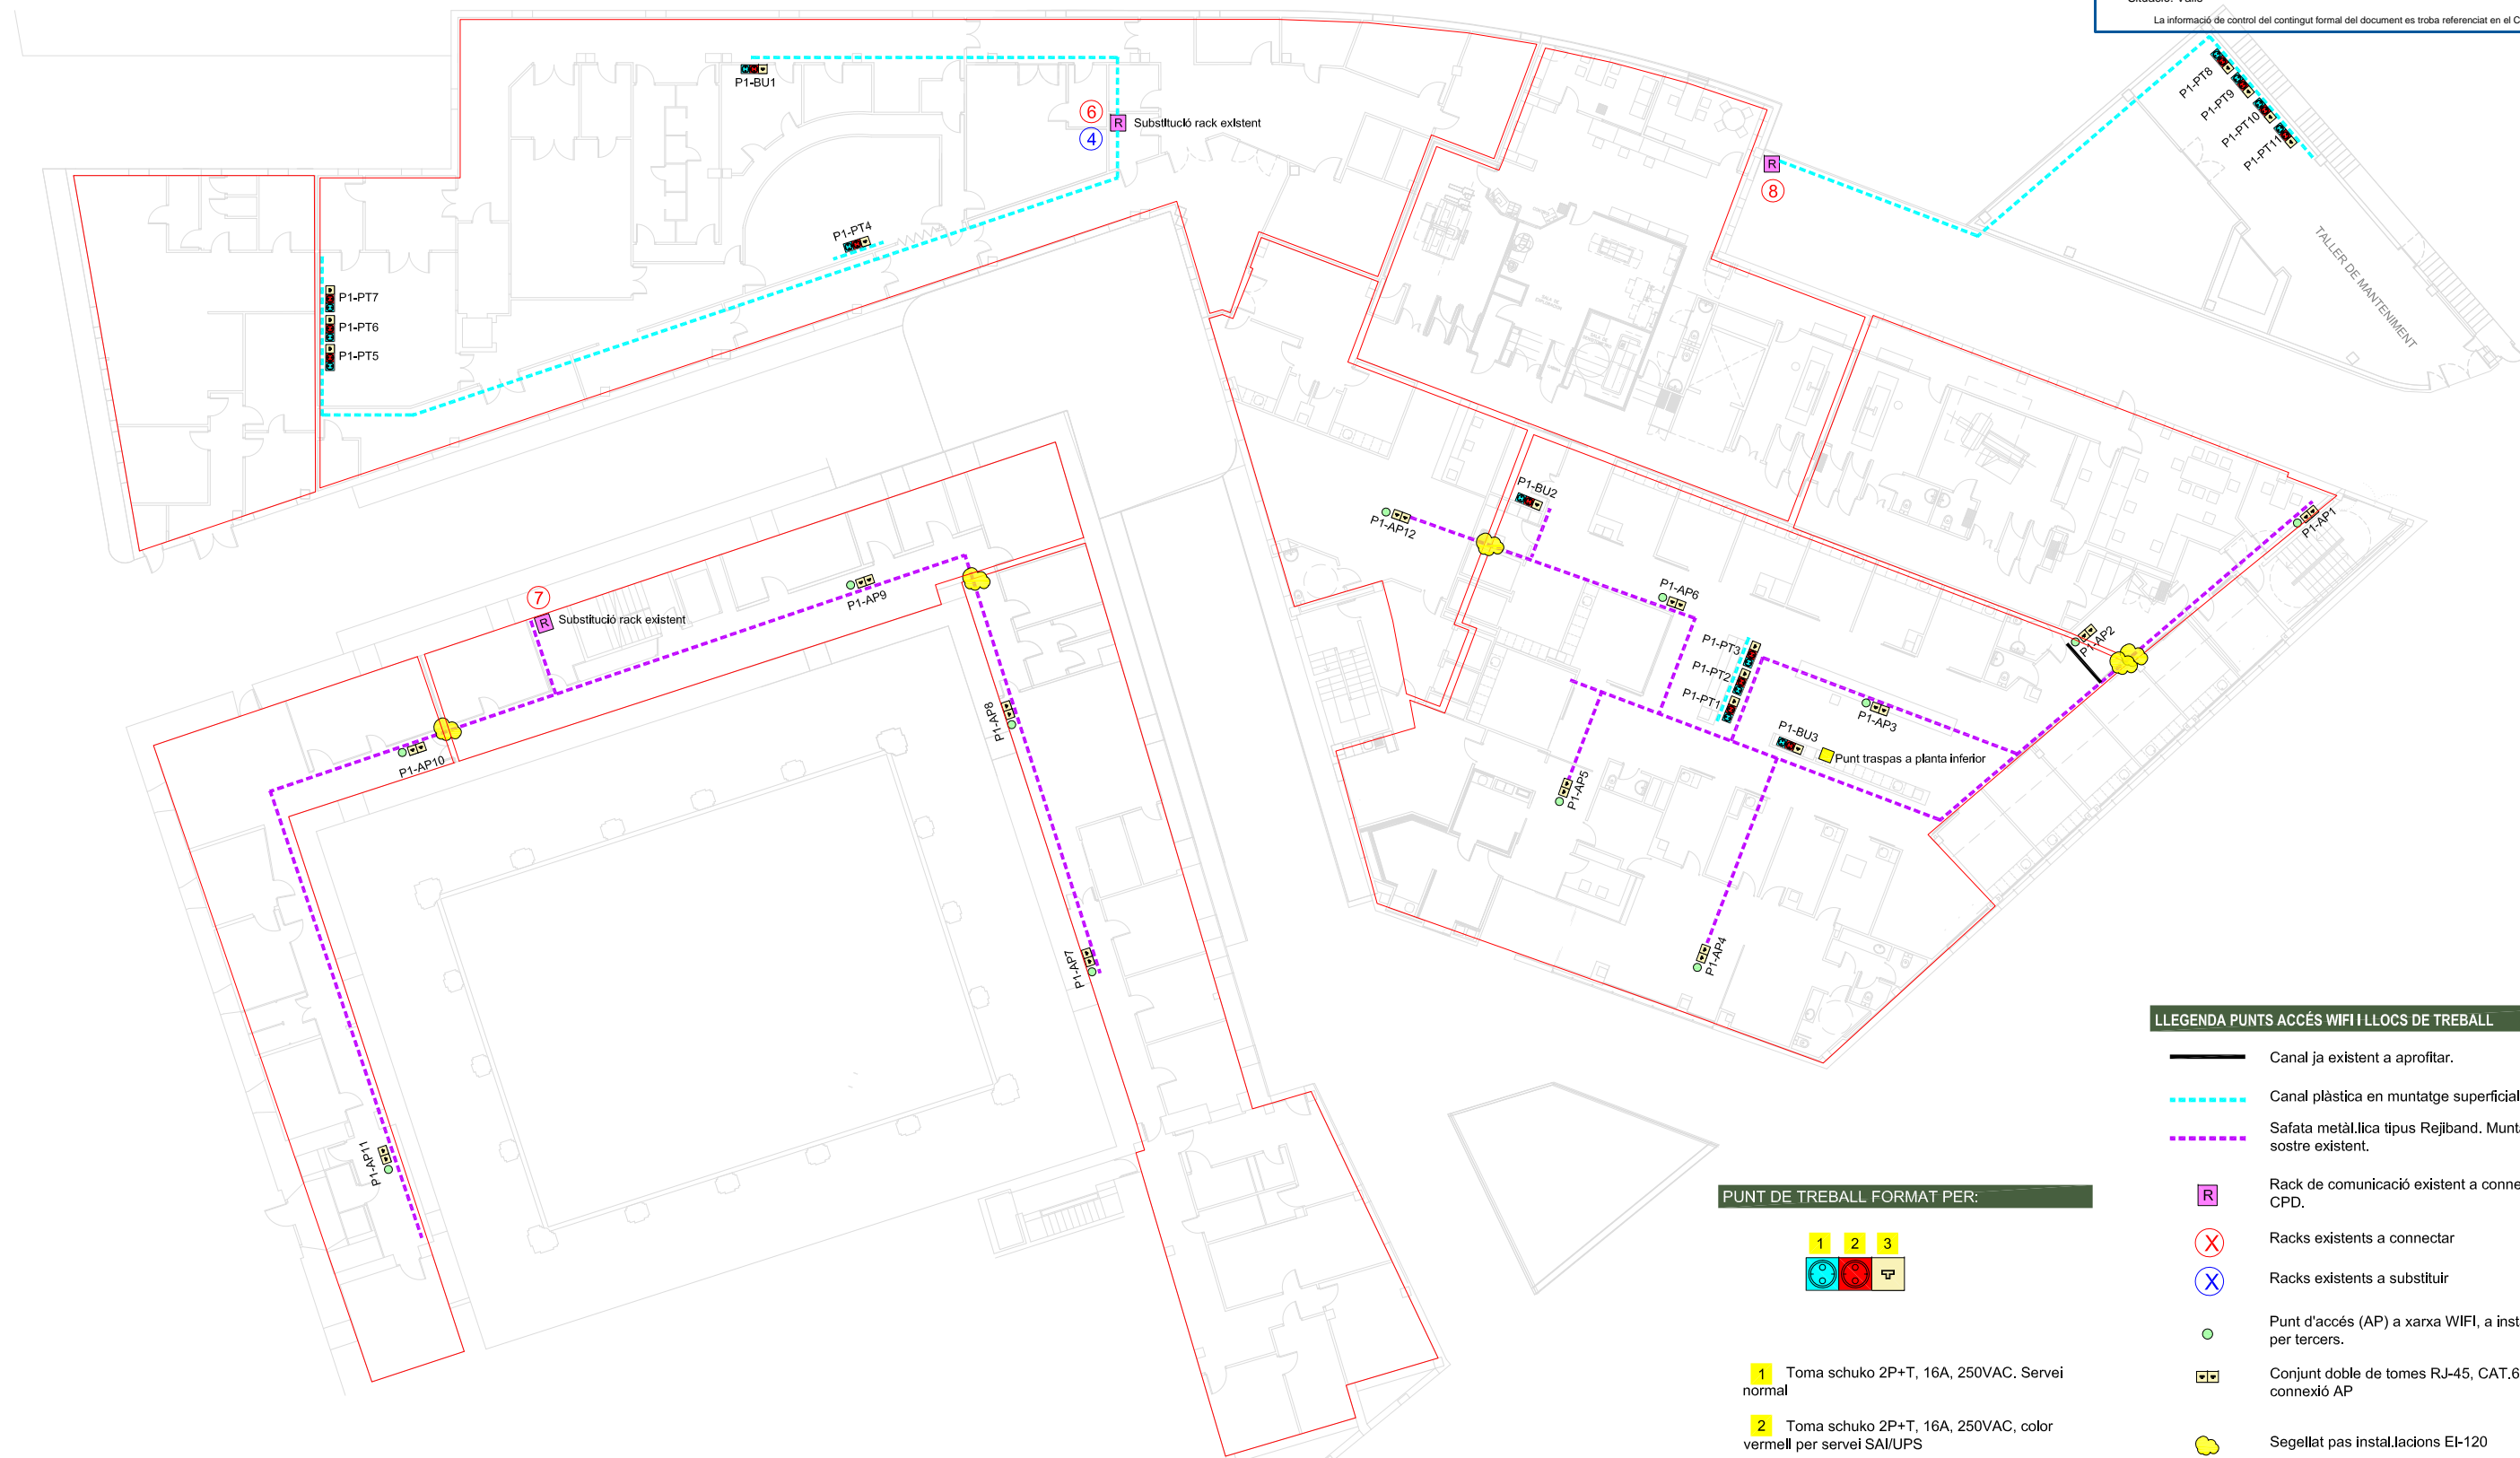 La informació de control del contingut formal del document es troba referenciat en el C
P1-BU1
6
4
R
Substitució rack existent
P1-PT8
P1-PT9
P1-PT10
P1-PT11
R
8
P1-PT4
TALLER DE MANTENIMENT
P1-PT7
P1-PT6
P1-PT5
P1-BU2
P1-AP12
P1-AP1
7
R
Substitució rack existent
P1-AP9
P1-AP6
P1-AP2
P1-PT3
P1-PT2
P1-PT1
P1-AP3
P1-BU3
Punt traspas a planta inferior
P1-AP8
P1-AP10
P1-AP5
P1-AP7
P1-AP4
P1-AP11
LLEGENDA PUNTS ACCÉS WIFI I LLOCS DE TREBALL
Canal ja existent a aprofitar.
Canal plàstica en muntatge superficial
Safata metàl.lica tipus Rejiband. Munt
sostre existent.
R
Rack de comunicació existent a conne
CPD.
X
Racks existents a connectar
X
Racks existents a substituir
Punt d'accés (AP) a xarxa WIFI, a inst
per tercers.
Conjunt doble de tomes RJ-45, CAT.6
connexió AP
Segellat pas instal.lacions EI-120
PUNT DE TREBALL FORMAT PER:
1 2 3
1 Toma schuko 2P+T, 16A, 250VAC. Servei
normal
2 Toma schuko 2P+T, 16A, 250VAC, color
vermell per servei SAI/UPS